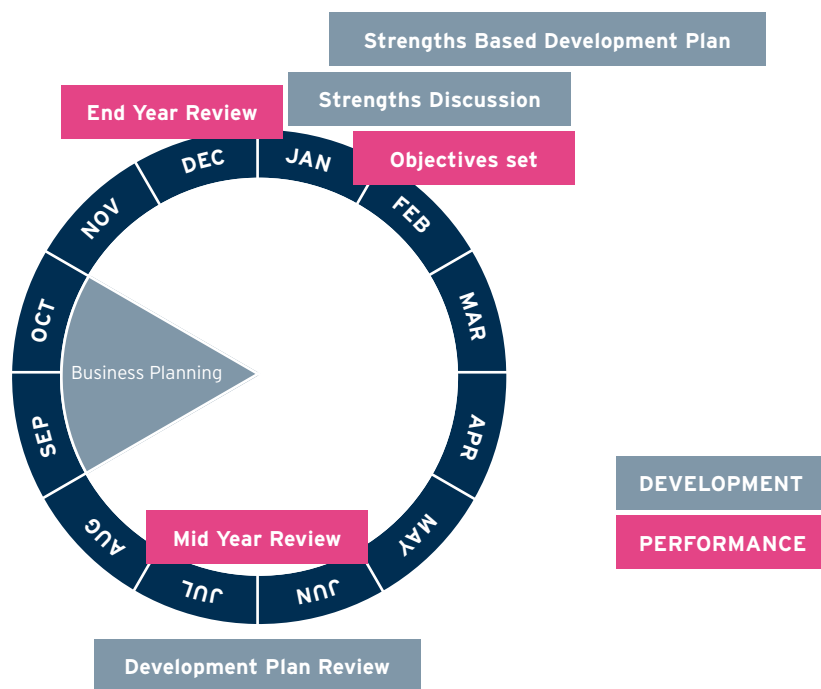 Strengths Based Development Plan
Strengths Discussion
End Year Review
Objectives set
DEC
JAN
NOV
FEB
OCT
MAR
Business Planning
SEP
APR
DEVELOPMENT
AUG
MAY
Mid Year Review
PERFORMANCE
JUL
JUN
Development Plan Review